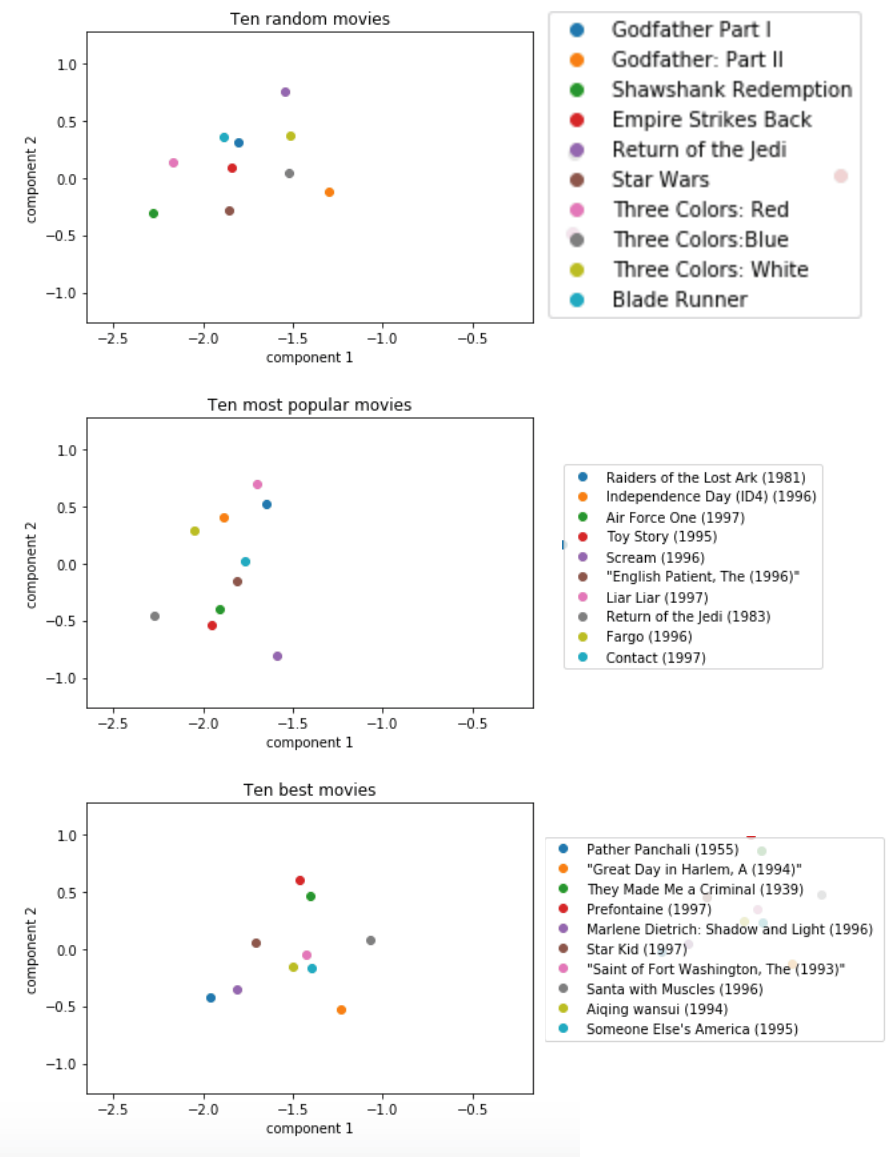 Ten random movies
1.0
0.5
0.0
−0.5
−1.0
component 2
−2.5 −2.0 −1.5 −1.0 −0.5
component 1
Godfather Part I
Godfather: Part II
Shawshank Redemption
Empire Strikes Back
Return of the Jedi
Star Wars
Three Colors: Red
Three Colors:Blue
Three Colors: White
Blade Runner
Ten most popular movies
1.0
0.5
0.0
−0.5
−1.0
component 2
−2.5 −2.0 −1.5 −1.0 −0.5
component 1
Raiders of the Lost Ark (1981)
Independence Day (ID4) (1996)
Air Force One (1997)
Toy Story (1995)
Scream (1996)
"English Patient, The (1996)"
Liar Liar (1997)
Return of the Jedi (1983)
Fargo (1996)
Contact (1997)
Ten best movies
1.0
0.5
0.0
−0.5
−1.0
component 2
−2.5 −2.0 −1.5 −1.0 −0.5
component 1
Pather Panchali (1955)
"Great Day in Harlem, A (1994)"
They Made Me a Criminal (1939)
Prefontaine (1997)
Marlene Dietrich: Shadow and Light (1996)
Star Kid (1997)
"Saint of Fort Washington, The (1993)"
Santa with Muscles (1996)
Aiqing wansui (1994)
Someone Else's America (1995)